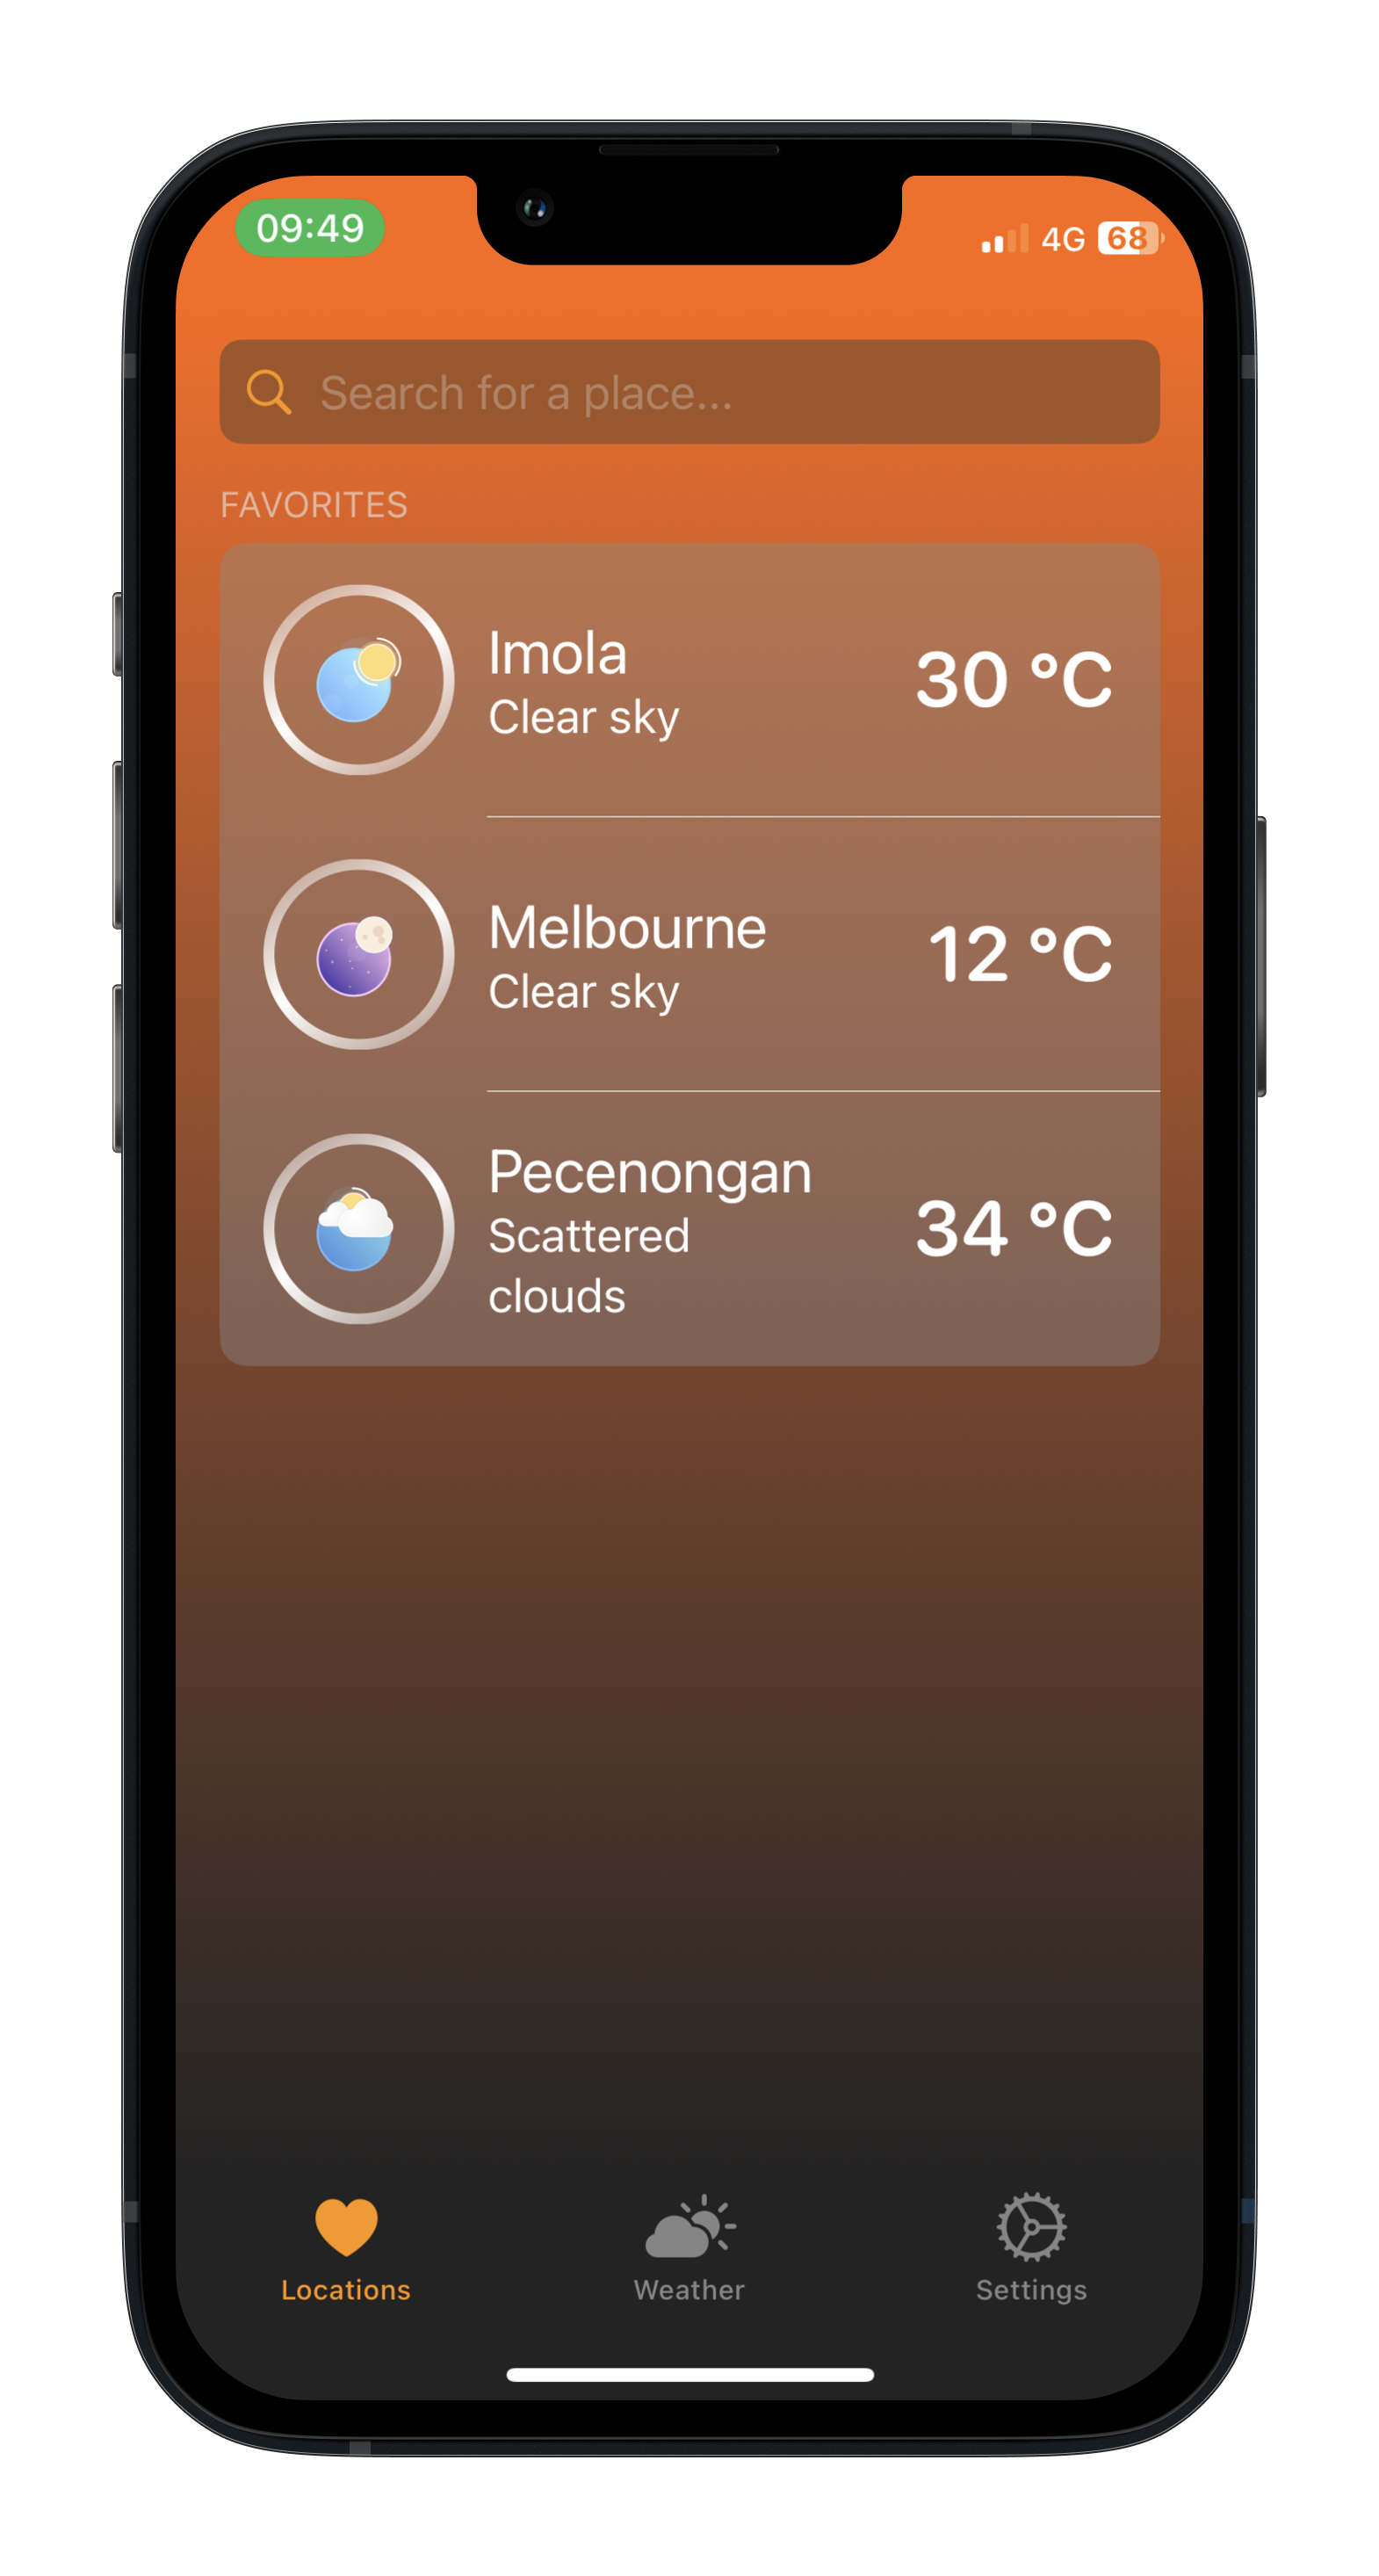 09:49
4G 68
Search for a place...
FAVORITES
Imola
Clear sky
30 °C
Melbourne
Clear sky
12 °C
Pecenongan
Scattered
clouds
34 °C
Locations
Weather
Settings